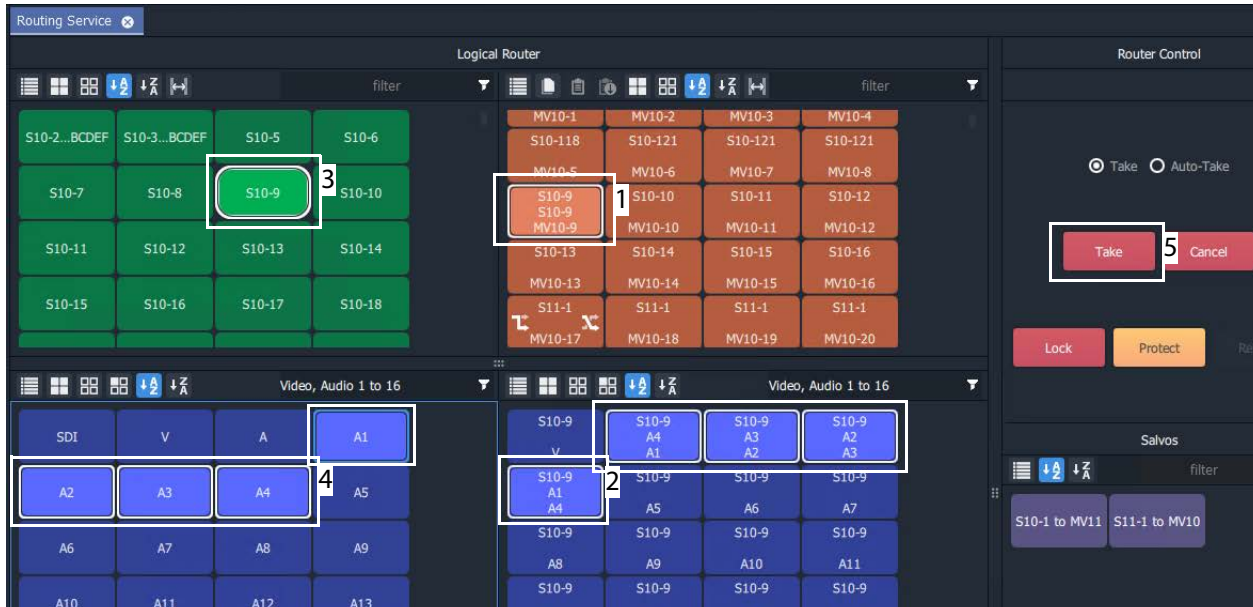 Routing Service
Logical Router
Router Control
filter
filter
S10-2...BCDEF S10-3...BCDEF S10-5 S10-6
S10-7 S10-8 S10-9 3 S10-10
S10-11 S10-12 S10-13 S10-14
S10-15 S10-16 S10-17 S10-18
MV10-1 MV10-2 MV10-3 MV10-4
S10-118 S10-121 S10-121 S10-121
MV10-5 MV10-6 MV10-7 MV10-8
S10-9 1 S10-10 S10-11 S10-12
S10-9
MV10-9 MV10-10 MV10-11 MV10-12
S10-13 S10-14 S10-15 S10-16
MV10-13 MV10-14 MV10-15 MV10-16
S11-1 S11-1 S11-1 S11-1
MV10-17 MV10-18 MV10-19 MV10-20
Take Auto-Take
Take 5 Cancel
Lock Protect Re
Video, Audio 1 to 16
SDI V A A1
A2 A3 A4 4 A5
A6 A7 A8 A9
A10 A11 A12 A13
Video, Audio 1 to 16
S10-9 S10-9 S10-9 S10-9
A4 A3 A2
V A1 A2 A3
S10-9 2 S10-9 S10-9 S10-9
A1
A4 A5 A6 A7
S10-9 S10-9 S10-9 S10-9
A8 A9 A10 A11
S10-9 S10-9 S10-9 S10-9
Salvos
filter
S10-1 to MV11 S11-1 to MV10